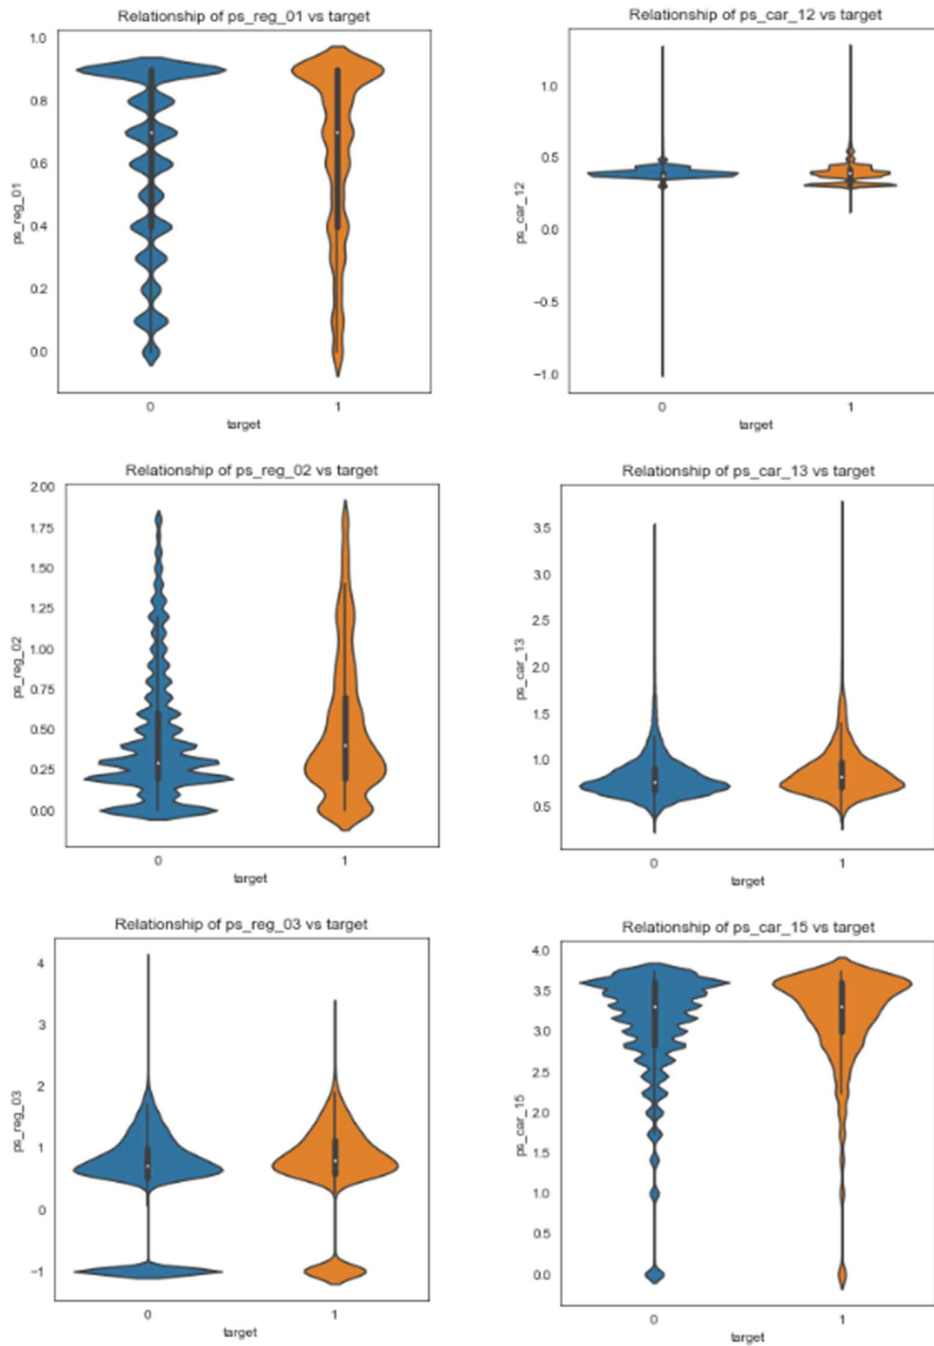 Relationship of ps_reg_01 vs target
1.0
0.8
0.6
0.4
0.2
0.0
ps_reg_01
0 1
target
Relationship of ps_car_12 vs target
1.0
0.5
0.0
−0.5
−1.0
ps_car_12
0 1
target
Relationship of ps_reg_02 vs target
2.00
1.75
1.50
1.25
1.00
0.75
0.50
0.25
0.00
ps_reg_02
0 1
target
Relationship of ps_car_13 vs target
3.5
3.0
2.5
2.0
1.5
1.0
0.5
ps_car_13
0 1
target
Relationship of ps_reg_03 vs target
4
3
2
1
0
−1
ps_reg_03
0 1
target
Relationship of ps_car_15 vs target
4.0
3.5
3.0
2.5
2.0
1.5
1.0
0.5
0.0
ps_car_15
0 1
target